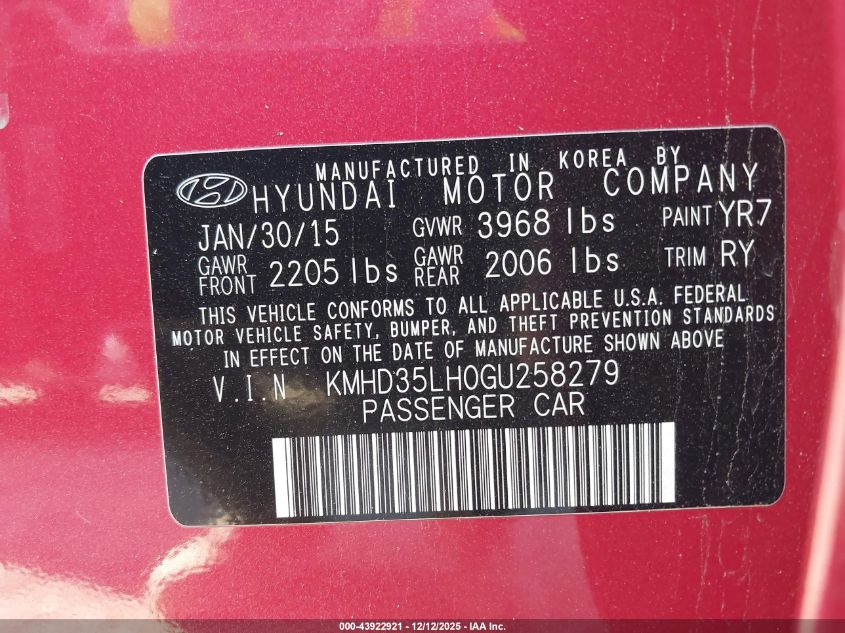 MANUFACTURED IN KOREA BY
HYUNDAI MOTOR COMPANY
JAN/30/15 GVWR 3968 lbs PAINT YR7
GAWR FRONT 2205 lbs GAWR REAR 2006 lbs TRIM RY
THIS VEHICLE CONFORMS TO ALL APPLICABLE U.S.A. FEDERAL
MOTOR VEHICLE SAFETY, BUMPER, AND THEFT PREVENTION STANDARDS
IN EFFECT ON THE DATE OF MANUFACTURE SHOWN ABOVE
V.I.N KMHD35LH0GU258279
PASSENGER CAR
000-43922921 - 12/12/2025 - IAA Inc.